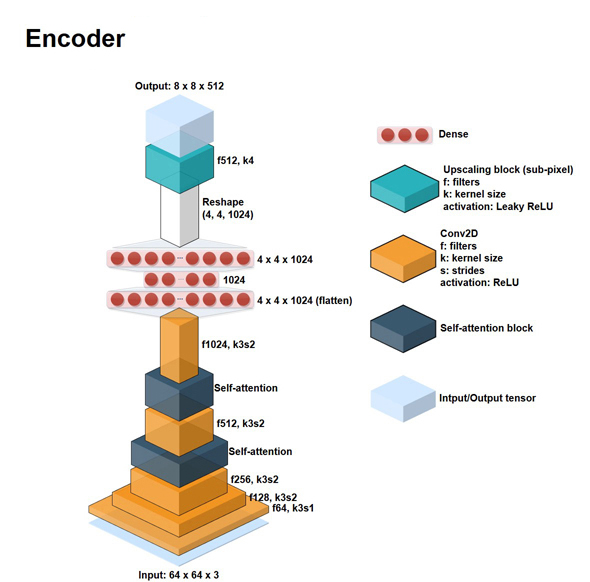 Encoder
Output: 8 x 8 x 512
f512, k4
Reshape
(4, 4, 1024)
4 x 4 x 1024
1024
4 x 4 x 1024 (flatten)
f1024, k3s2
Self-attention
f512, k3s2
Self-attention
f256, k3s2
f128, k3s2
f64, k3s1
Input: 64 x 64 x 3
Dense
Upscaling block (sub-pixel)
f: filters
k: kernel size
activation: Leaky ReLU
Conv2D
f: filters
k: kernel size
s: strides
activation: ReLU
Self-attention block
Intput/Output tensor